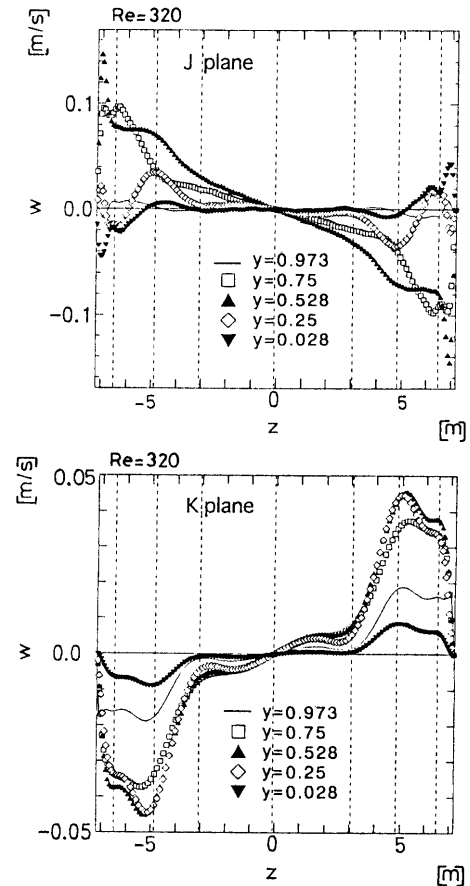 Re=320
[m/s]
J plane
0.1
0.0
-0.1
w
y=0.973
y=0.75
y=0.528
y=0.25
y=0.028
-5 0 5
z [m]
Re=320
[m/s]
K plane
0.05
0.0
-0.05
w
y=0.973
y=0.75
y=0.528
y=0.25
y=0.028
-5 0 5
z [m]